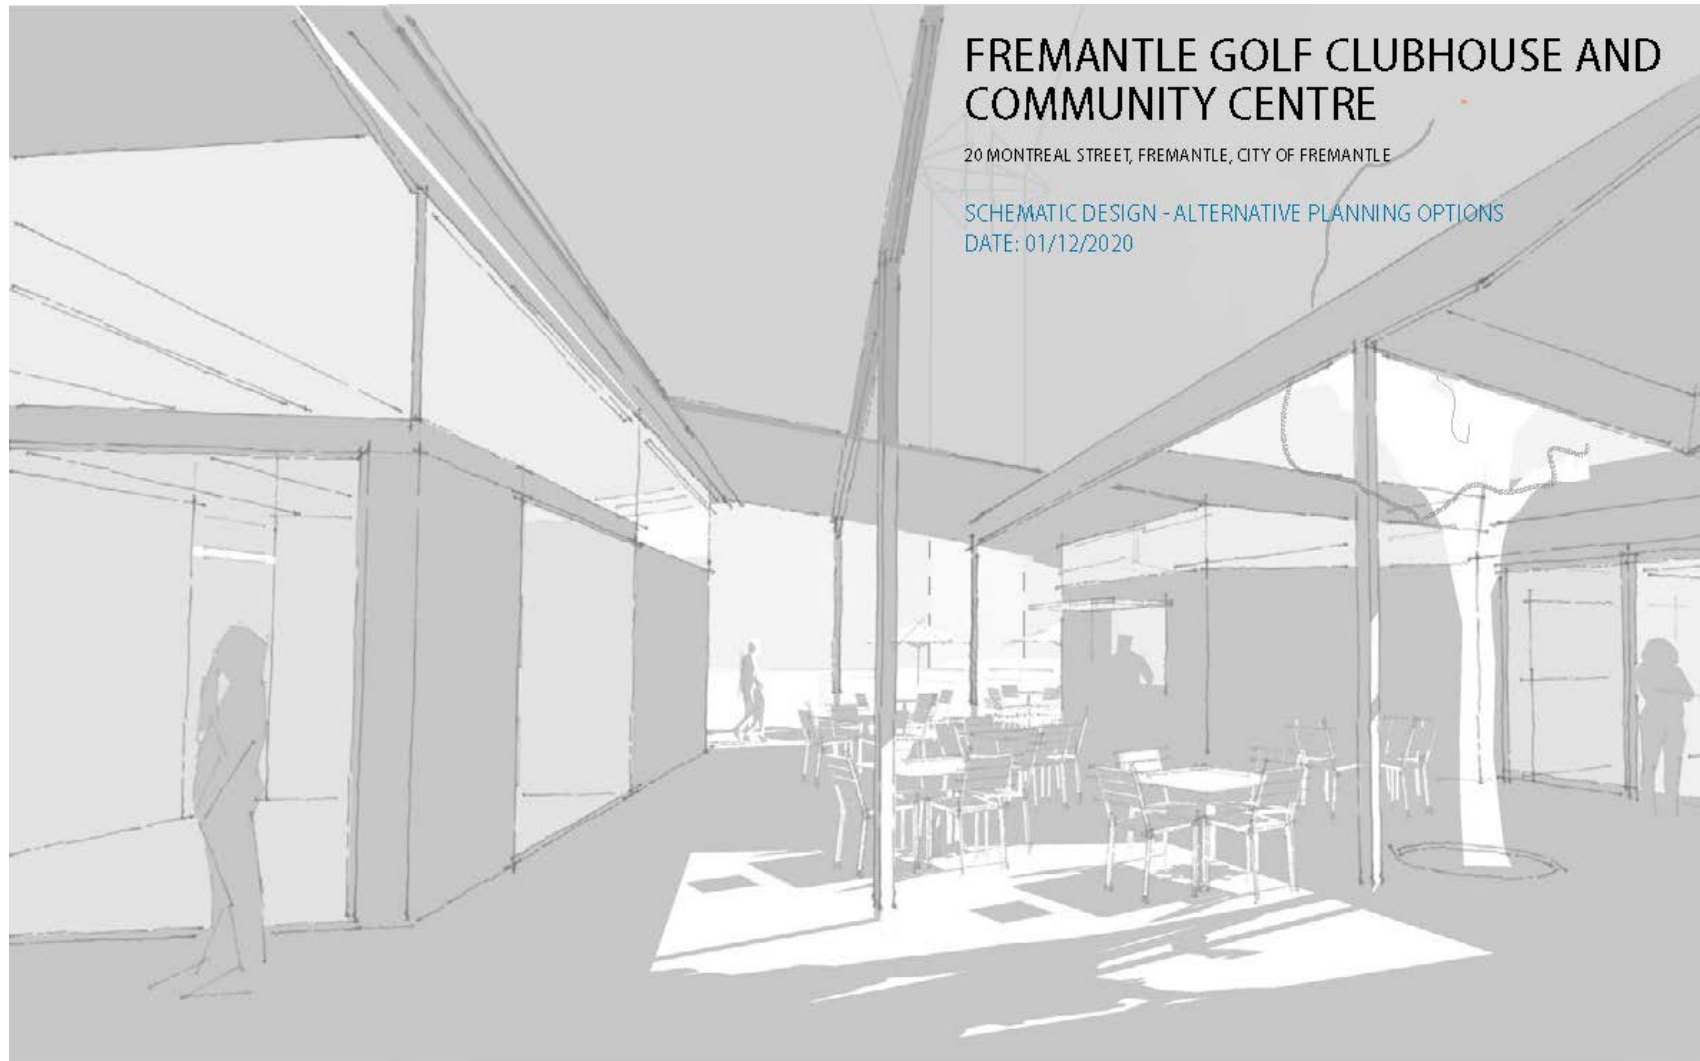 FREMANTLE GOLF CLUBHOUSE AND
COMMUNITY CENTRE
20 MONTREAL STREET, FREMANTLE, CITY OF FREMANTLE
SCHEMATIC DESIGN - ALTERNATIVE PLANNING OPTIONS
DATE: 01/12/2020